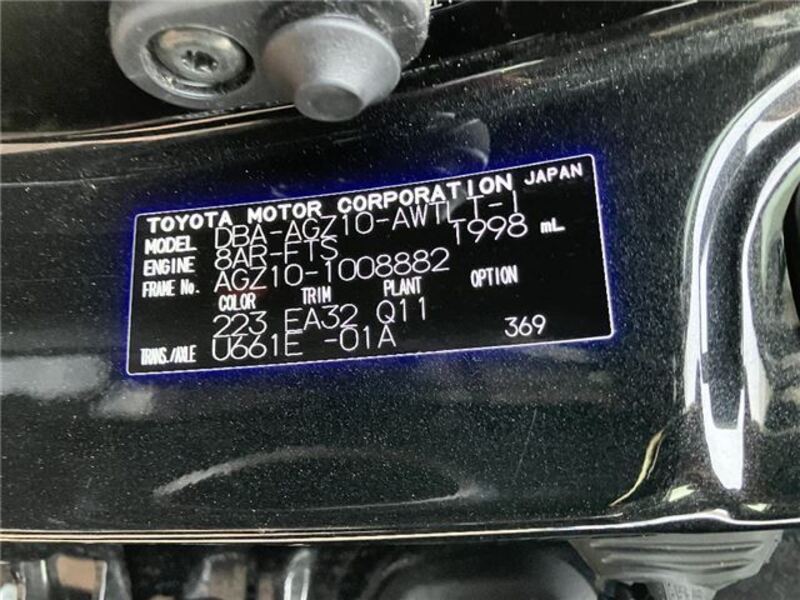 TOYOTA MOTOR CORPORATION JAPAN
MODEL DBA-AGZ10-AWTLT-1
ENGINE 8AR-FTS 1998 mL
FRAME No. AGZ10-1008882
COLOR TRIM PLANT OPTION
223 EA32 Q11
TRANS./AXLE U661E -01A 369